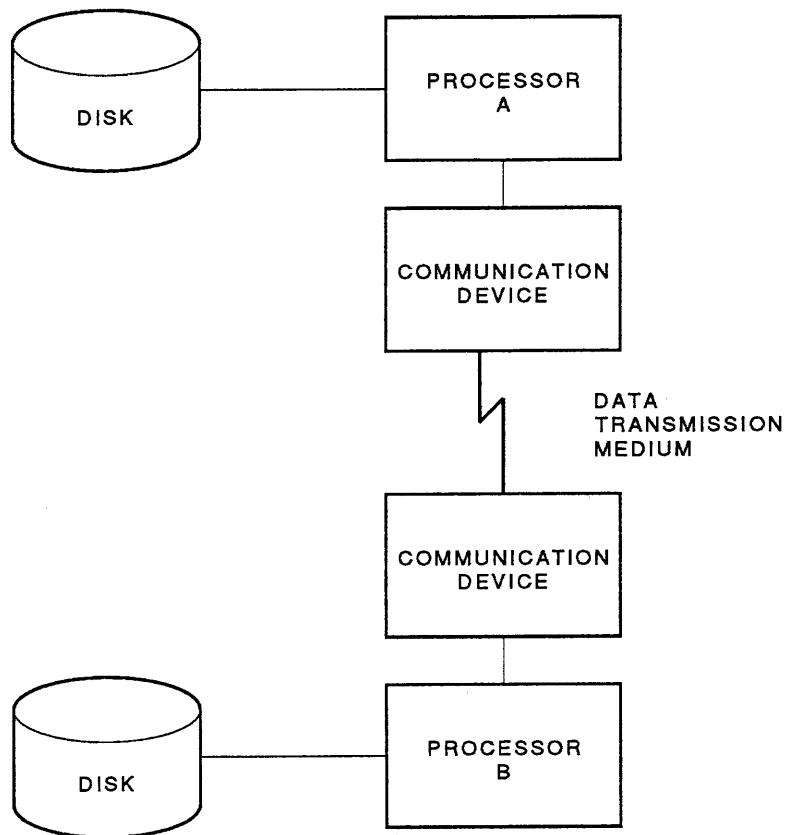 DISK
PROCESSOR
A
COMMUNICATION
DEVICE
DATA
TRANSMISSION
MEDIUM
COMMUNICATION
DEVICE
DISK
PROCESSOR
B